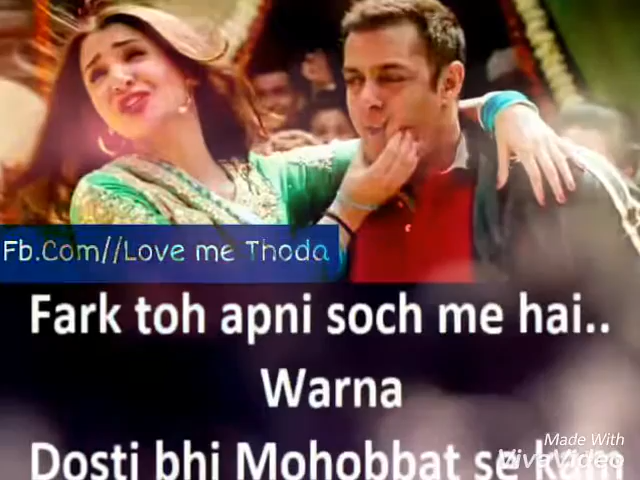 Fb.Com//Love me Thoda
Fark toh apni soch me hai..
Warna
Dosti bhi Mohobbat se kam
Made With
VivaVideo